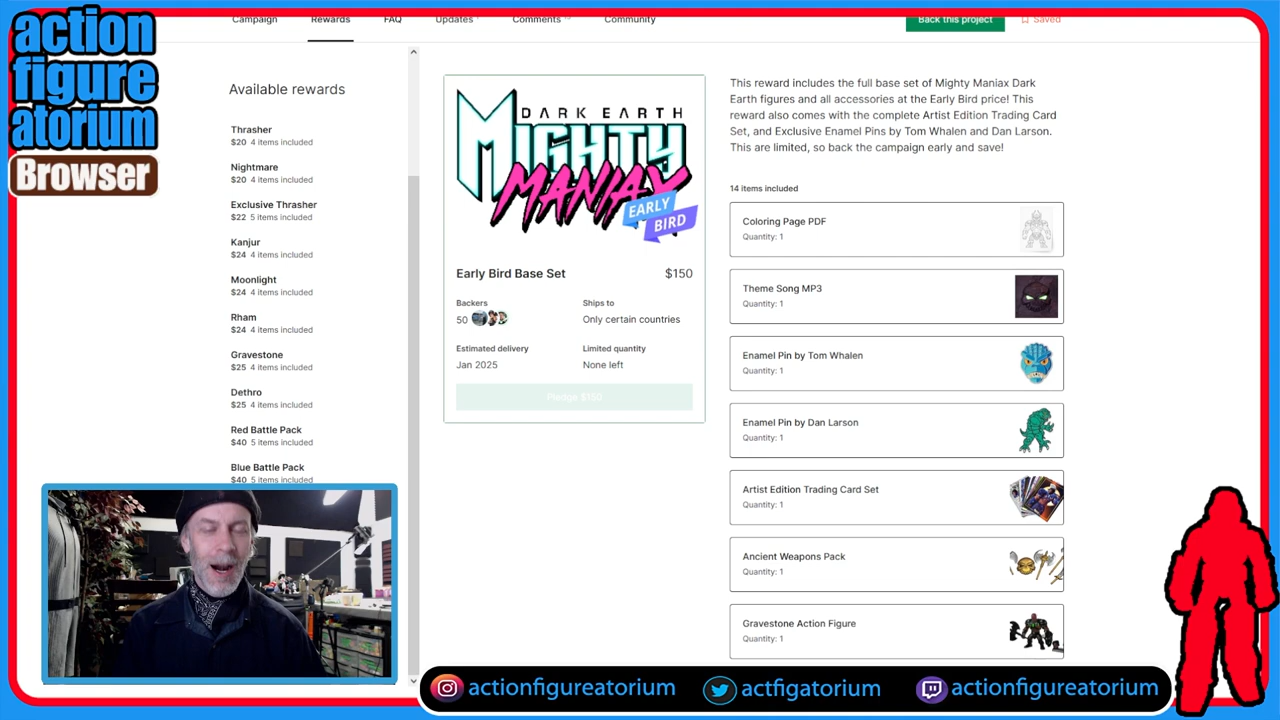 action
figure
atorium
Browser
Campaign
Rewards
FAQ
Updates
Comments
Community
Back this project
Saved
Available rewards
Thrasher
$20 4 items included
Nightmare
$20 4 items included
Exclusive Thrasher
$22 5 items included
Kanjur
$24 4 items included
Moonlight
$24 4 items included
Rham
$24 4 items included
Gravestone
$25 4 items included
Dethro
$25 4 items included
Red Battle Pack
$40 5 items included
Blue Battle Pack
$40 5 items included
DARK EARTH
MIGHTY
MANIAX
EARLY
BIRD
Early Bird Base Set $150
Backers
50
Ships to
Only certain countries
Estimated delivery
Jan 2025
Limited quantity
None left
Pledge $150
This reward includes the full base set of Mighty Maniax Dark
Earth figures and all accessories at the Early Bird price! This
reward also comes with the complete Artist Edition Trading Card
Set, and Exclusive Enamel Pins by Tom Whalen and Dan Larson.
This are limited, so back the campaign early and save!
14 items included
Coloring Page PDF
Quantity: 1
Theme Song MP3
Quantity: 1
Enamel Pin by Tom Whalen
Quantity: 1
Enamel Pin by Dan Larson
Quantity: 1
Artist Edition Trading Card Set
Quantity: 1
Ancient Weapons Pack
Quantity: 1
Gravestone Action Figure
Quantity: 1
actionfigureatorium
actfigatorium
actionfigureatorium